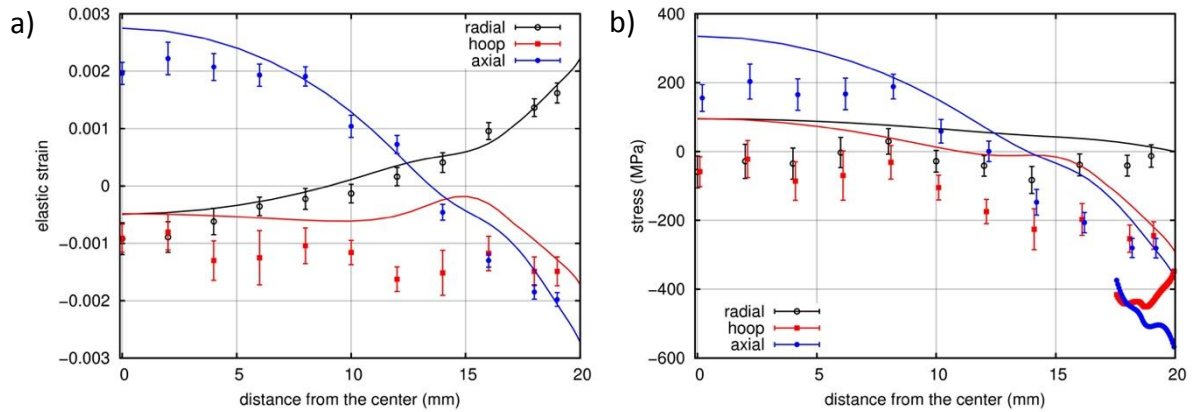 a)
0.003
0.002
0.001
0
−0.001
−0.002
−0.003
elastic strain
radial
hoop
axial
0 5 10 15 20
distance from the center (mm)
b)
400
200
0
−200
−400
−600
stress (MPa)
radial
hoop
axial
0 5 10 15 20
distance from the center (mm)